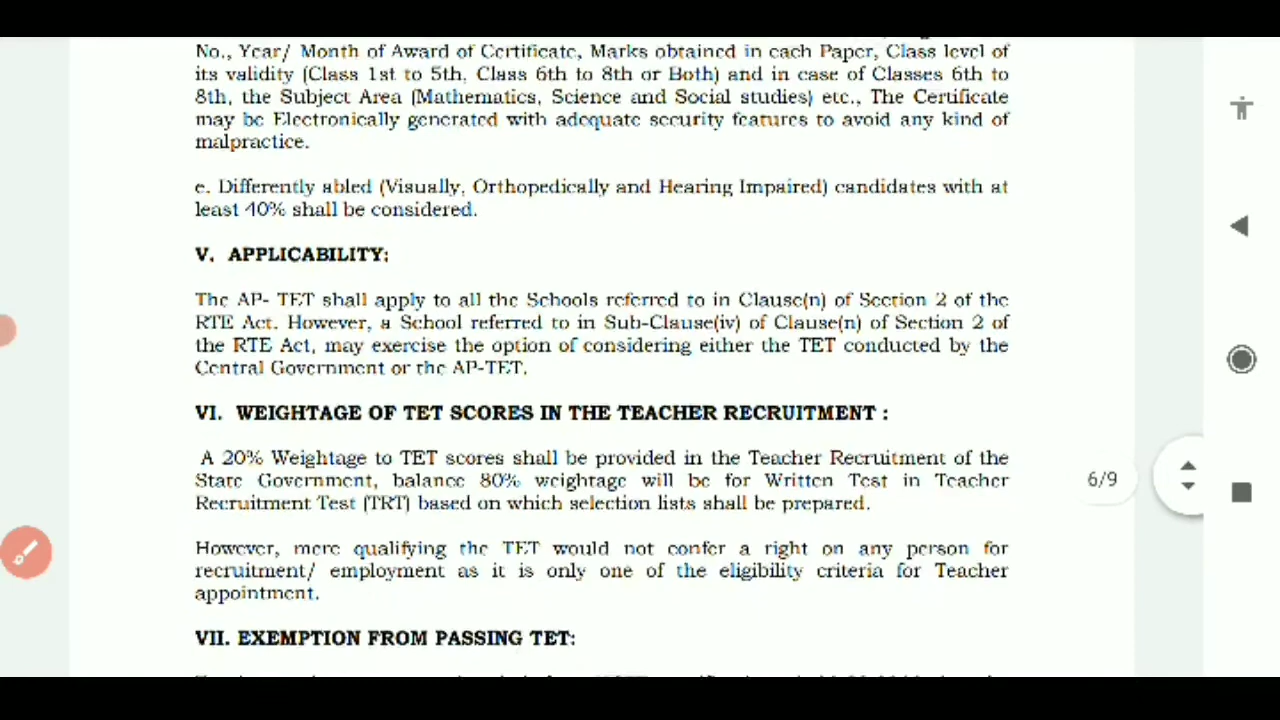 No., Year/ Month of Award of Certificate, Marks obtained in each Paper, Class level of
its validity (Class 1st to 5th, Class 6th to 8th or Both) and in case of Classes 6th to
8th, the Subject Area (Mathematics, Science and Social studies) etc., The Certificate
may be Electronically generated with adequate security features to avoid any kind of
malpractice.
e. Differently abled (Visually, Orthopedically and Hearing Impaired) candidates with at
least 40% shall be considered.
V. APPLICABILITY:
The AP- TET shall apply to all the Schools referred to in Clause(n) of Section 2 of the
RTE Act. However, a School referred to in Sub-Clause(iv) of Clause(n) of Section 2 of
the RTE Act, may exercise the option of considering either the TET conducted by the
Central Government or the AP-TET.
VI. WEIGHTAGE OF TET SCORES IN THE TEACHER RECRUITMENT :
A 20% Weightage to TET scores shall be provided in the Teacher Recruitment of the
State Government, balance 80% weightage will be for Written Test in Teacher
Recruitment Test (TRT) based on which selection lists shall be prepared.
6/9
However, mere qualifying the TET would not confer a right on any person for
recruitment/ employment as it is only one of the eligibility criteria for Teacher
appointment.
VII. EXEMPTION FROM PASSING TET: